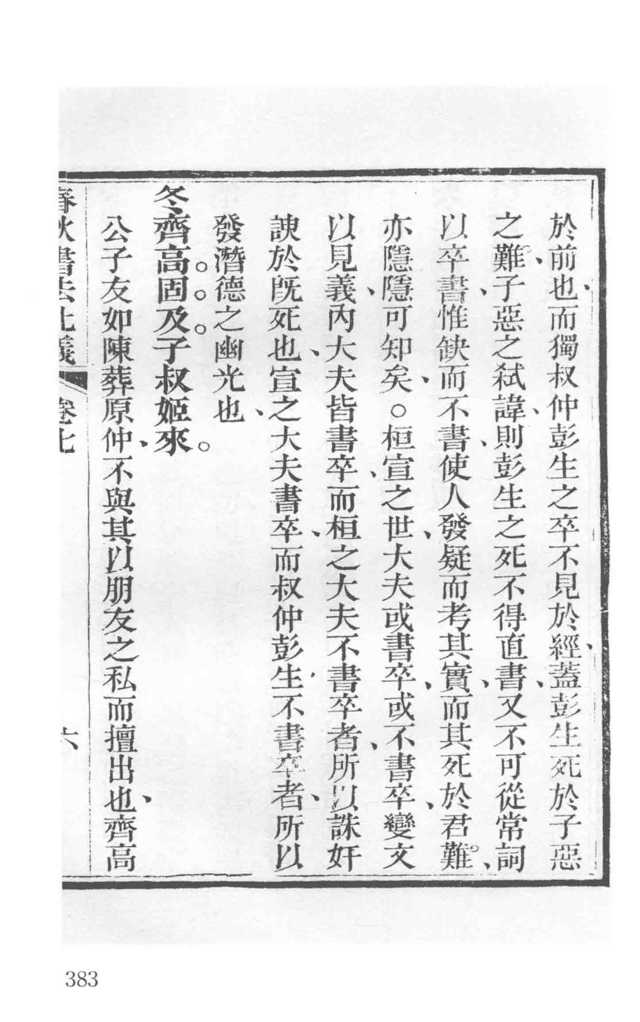 於前也而獨叔仲彭生之卒不見於經蓋彭生死於子惡
之難子惡之弒諱則彭生之死不得直書又不可從常詞
以卒書惟缺而不書使人發疑而考其實而其死於君難
亦隱隱可知矣○桓宣之世大夫或書卒或不書卒變文
以見義內大夫皆書卒而桓之大夫不書卒者所以誅奸
諛於旣死也宣之大夫書卒而叔仲彭生不書卒者所以
發潛德之幽光也
冬齊高固及子叔姬來
公子友如陳葬原仲不與其以朋友之私而擅出也齊高
春秋書法比義 卷七 六
383